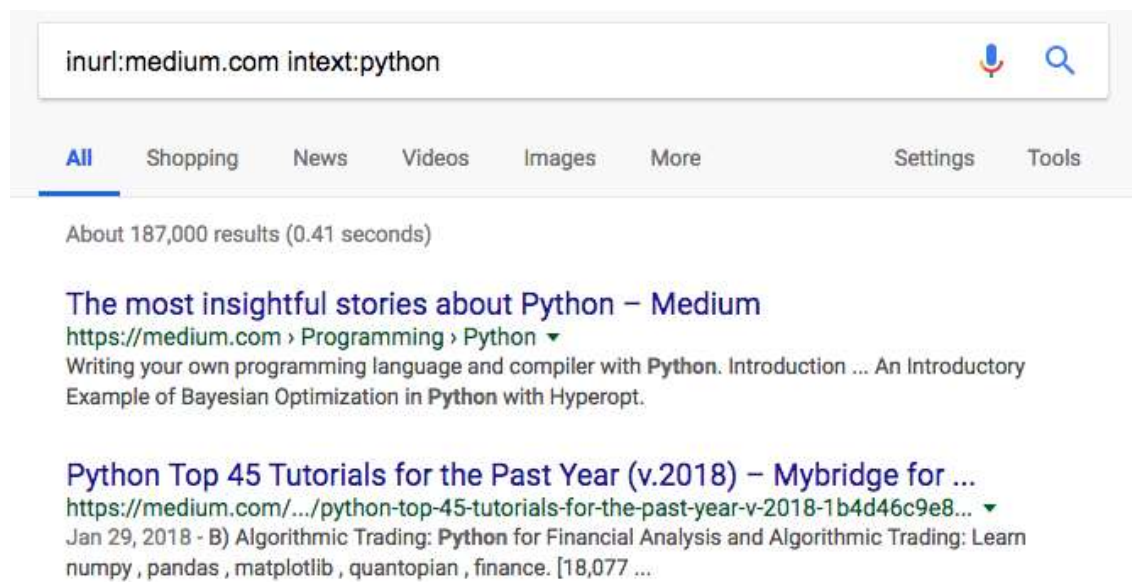 inurl:medium.com intext:python
All Shopping News Videos Images More Settings Tools
About 187,000 results (0.41 seconds)
The most insightful stories about Python – Medium
https://medium.com › Programming › Python
Writing your own programming language and compiler with Python. Introduction ... An Introductory
Example of Bayesian Optimization in Python with Hyperopt.
Python Top 45 Tutorials for the Past Year (v.2018) – Mybridge for ...
https://medium.com/.../python-top-45-tutorials-for-the-past-year-v-2018-1b4d46c9e8...
Jan 29, 2018 - B) Algorithmic Trading: Python for Financial Analysis and Algorithmic Trading: Learn
numpy , pandas , matplotlib , quantopian , finance. [18,077 ...